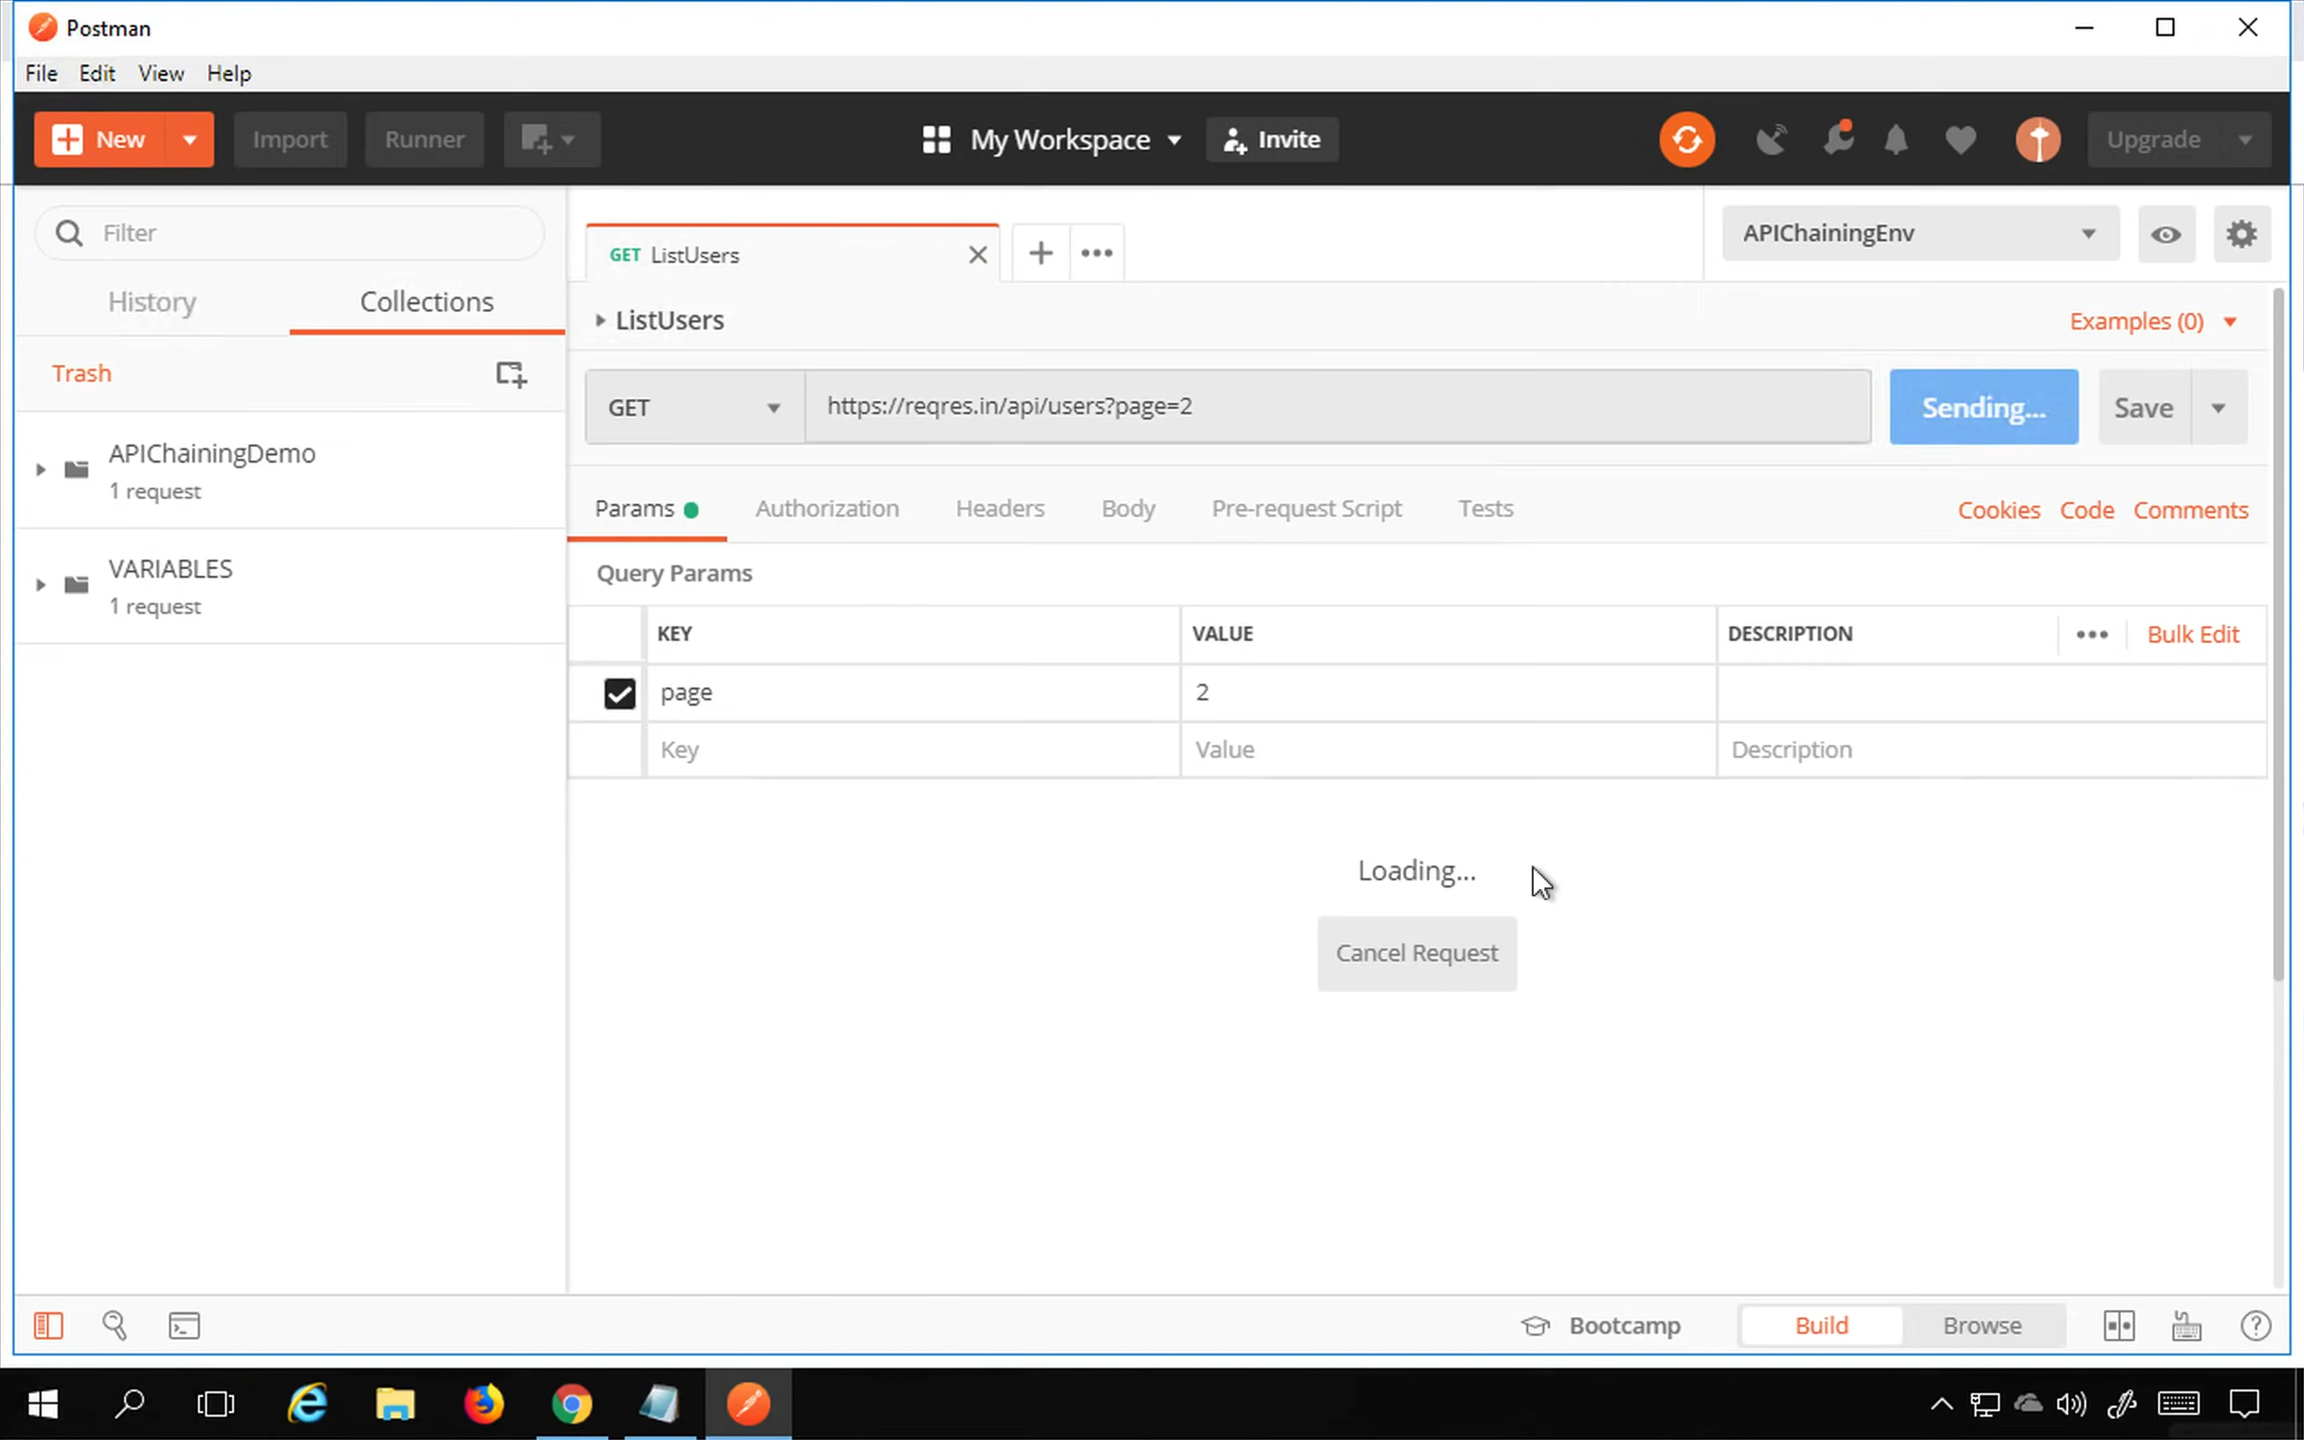 Postman
File Edit View Help
New Import Runner My Workspace Invite Upgrade
Filter
History Collections
Trash
APIChainingDemo
1 request
VARIABLES
1 request
GET ListUsers
APIChainingEnv
ListUsers
Examples (0)
GET https://reqres.in/api/users?page=2 Sending... Save
Params Authorization Headers Body Pre-request Script Tests Cookies Code Comments
Query Params
KEY VALUE DESCRIPTION Bulk Edit
page 2
Key Value Description
Loading...
Cancel Request
Bootcamp Build Browse